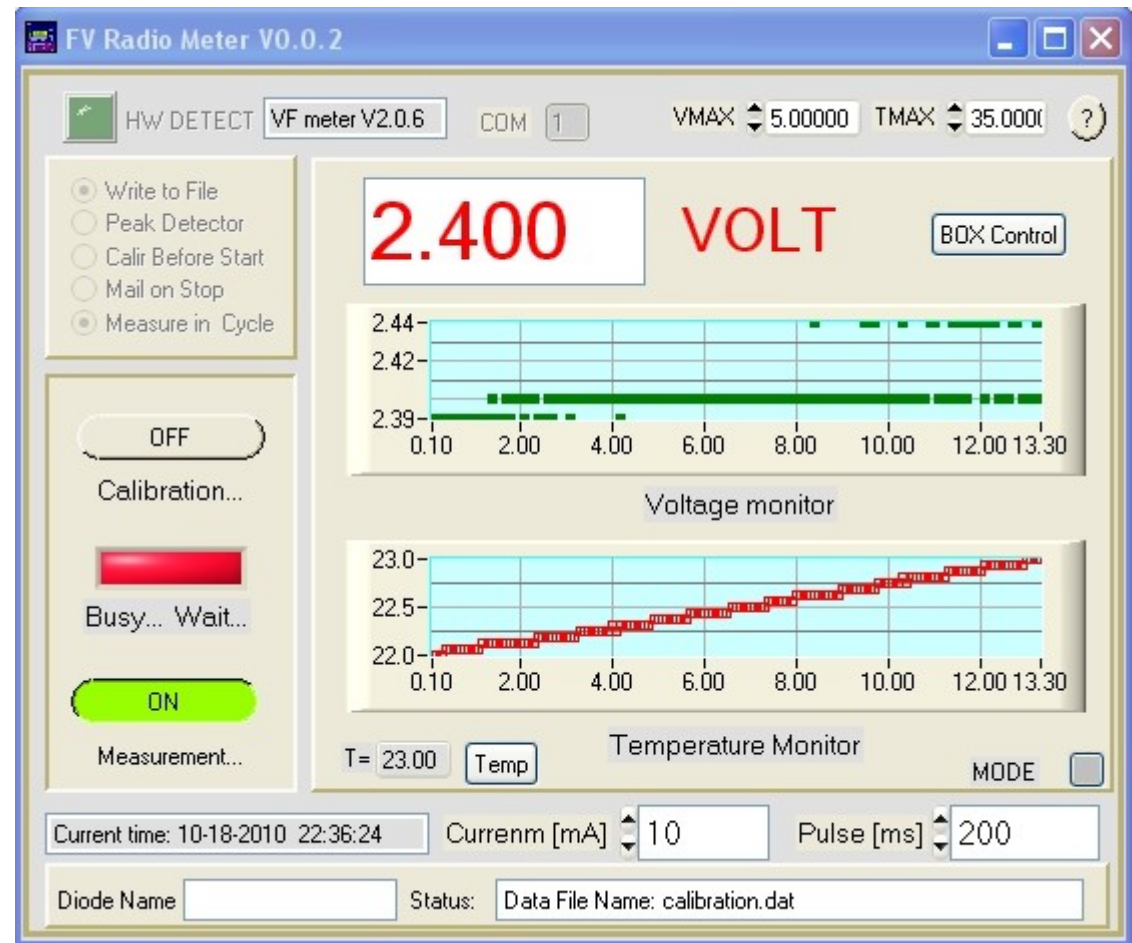 FV Radio Meter V0.0.2
HW DETECT VF meter V2.0.6 COM 1 VMAX 5.00000 TMAX 35.0000 ?
Write to File
Peak Detector
Calir Before Start
Mail on Stop
Measure in Cycle
2.400 VOLT BOX Control
2.44
2.42
2.39
0.10 2.00 4.00 6.00 8.00 10.00 12.00 13.30
Voltage monitor
OFF
Calibration...
Busy... Wait...
ON
Measurement...
23.0
22.5
22.0
0.10 2.00 4.00 6.00 8.00 10.00 12.00 13.30
Temperature Monitor
T= 23.00 Temp MODE
Current time: 10-18-2010 22:36:24 Currenm [mA] 10 Pulse [ms] 200
Diode Name Status: Data File Name: calibration.dat